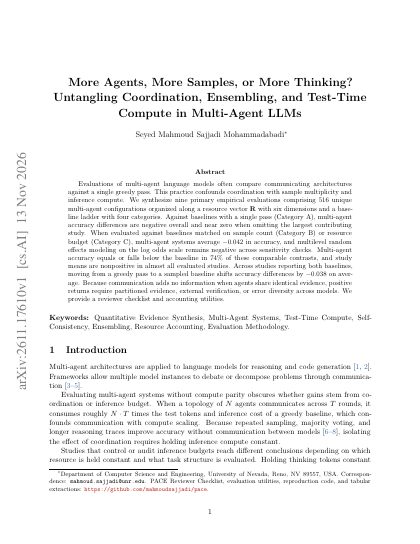 More Agents, More Samples, or More Thinking?
Untangling Coordination, Ensembling, and Test-Time
Compute in Multi-Agent LLMs
Seyed Mahmoud Sajjadi Mohammadabadi*
Abstract
Evaluations of multi-agent language models often compare communicating architectures
against a single greedy pass. This practice confounds coordination with sample multiplicity
and inference compute. We synthesize nine primary empirical evaluations comprising 516 unique
multi-agent configurations organized along a resource vector R with six dimensions and a base-
line ladder with four categories. Against baselines with a single pass (Category A), multi-agent
accuracy differences are negative overall and near zero when omitting the largest contributing
study. When evaluated against baselines matched on sample count (Category B) or resource
budget (Category C), multi-agent systems average −0.042 in accuracy, and multilevel random
effects modeling on the log odds scale remains negative across sensitivity checks. Multi-agent
accuracy equals or falls below the baseline in 74% of these comparable contrasts, and study
means are nonpositive in almost all evaluated studies. Across studies reporting both baselines,
moving from a greedy pass to a sampled baseline shifts accuracy differences by −0.038 on aver-
age. Because communication adds no information when agents share identical evidence, positive
returns require partitioned evidence, external verification, or error diversity across models. We
provide a reviewer checklist and accounting utilities.
Keywords: Quantitative Evidence Synthesis, Multi-Agent Systems, Test-Time Compute, Self-
Consistency, Ensembling, Resource Accounting, Evaluation Methodology.
1 Introduction
Multi-agent architectures are applied to language models for reasoning and code generation [1, 2].
Frameworks allow multiple instances to debate or decompose problems through communica-
tion [3–5].
Evaluating multi-agent systems without compute parity obscures whether gains stem from co-
ordination or inference budget. When a topology of N agents communicates across T rounds, it
consumes roughly N · T times the test tokens and inference cost of a greedy baseline, which con-
founds communication with compute scaling. Because repeated sampling, majority voting, and
longer reasoning traces improve accuracy without communication between models [6–8], isolating
the effect of coordination requires holding inference compute constant.
Studies that control or audit inference budgets reach different conclusions depending on which
resource is held constant and what task structure is evaluated. Holding thinking tokens constant
*Department of Computer Science and Engineering, University of Nevada, Reno, NV 89557, USA. Correspon-
dence: mahmoud.sajjadi@unr.edu. PACE Reviewer Checklist, evaluation utilities, reproduction code, and tabular
extractions: https://github.com/mahmoudsajjadi/pace.
1
arXiv:2611.17610v1 [cs.AI] 13 Nov 2026